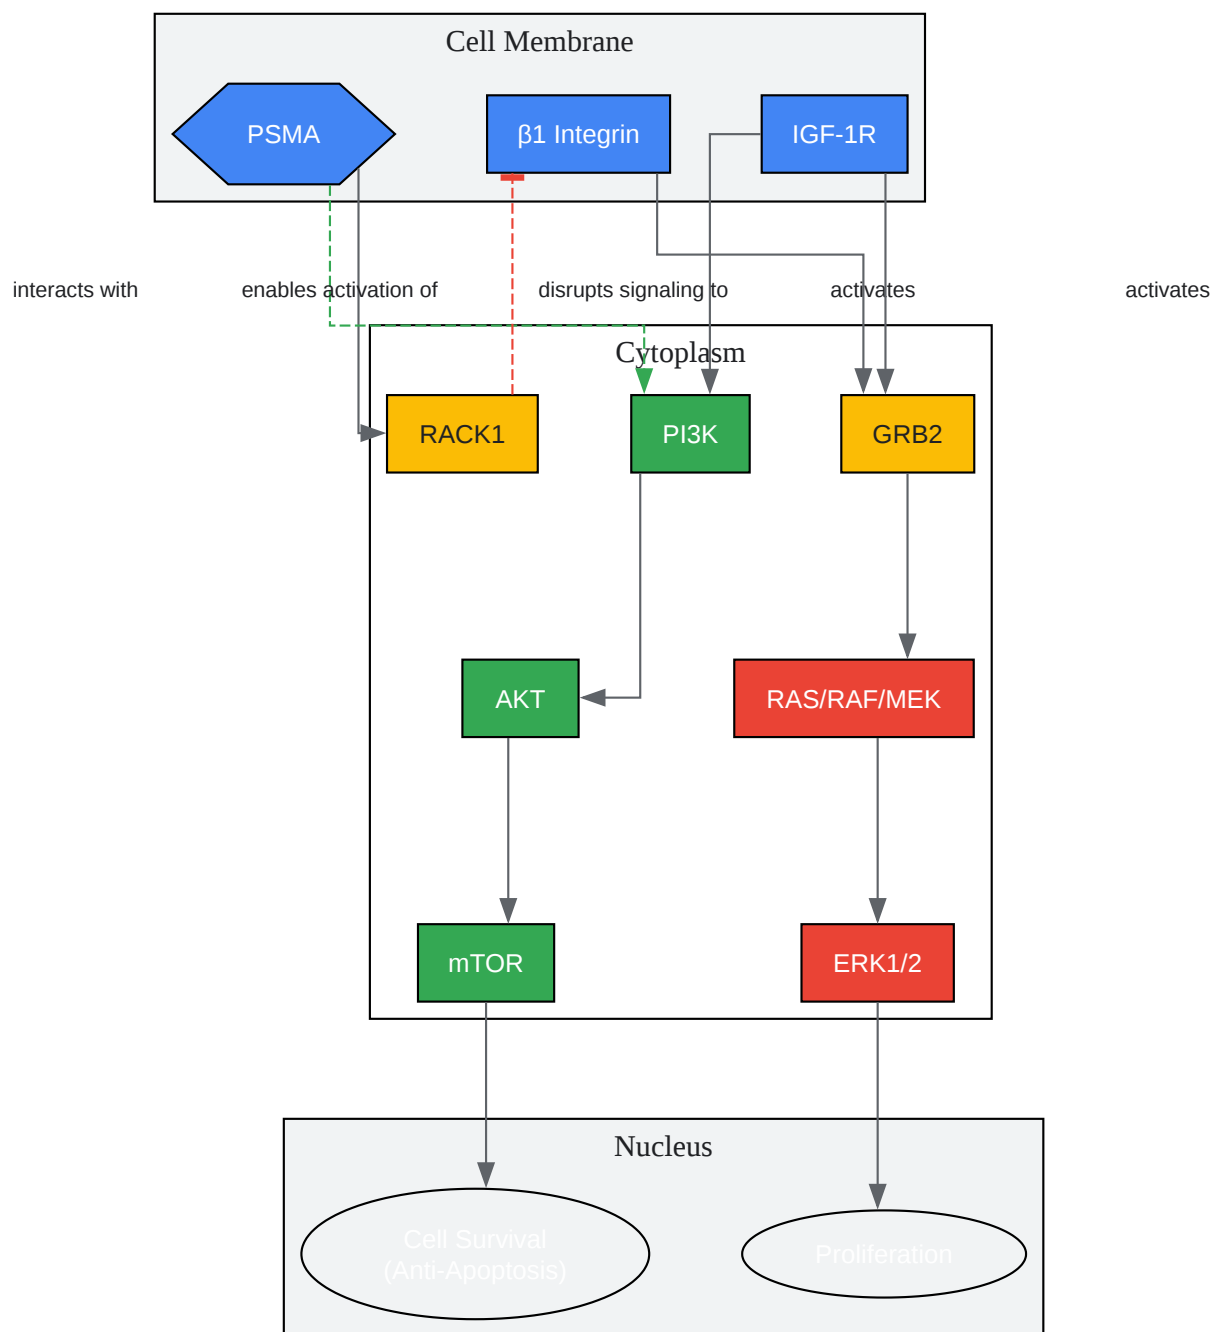 Cell Membrane
PSMA
β1 Integrin
IGF-1R
interacts with
enables activation of
disrupts signaling to
activates
activates
Cytoplasm
RACK1
PI3K
GRB2
AKT
RAS/RAF/MEK
mTOR
ERK1/2
Nucleus
Cell Survival
(Anti-Apoptosis)
Proliferation